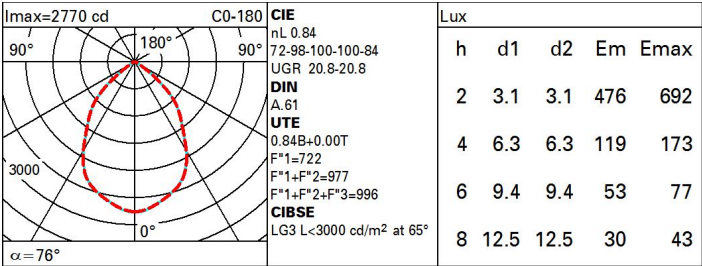 Imax=2770 cd C0-180
90° 180° 90°
3000
0°
α=76°
CIE
nL 0.84
72-98-100-100-84
UGR 20.8-20.8
DIN
A.61
UTE
0.84B+0.00T
F"1=722
F"1+F"2=977
F"1+F"2+F"3=996
CIBSE
LG3 L<3000 cd/m² at 65°
Lux
h d1 d2 Em Emax
2 3.1 3.1 476 692
4 6.3 6.3 119 173
6 9.4 9.4 53 77
8 12.5 12.5 30 43